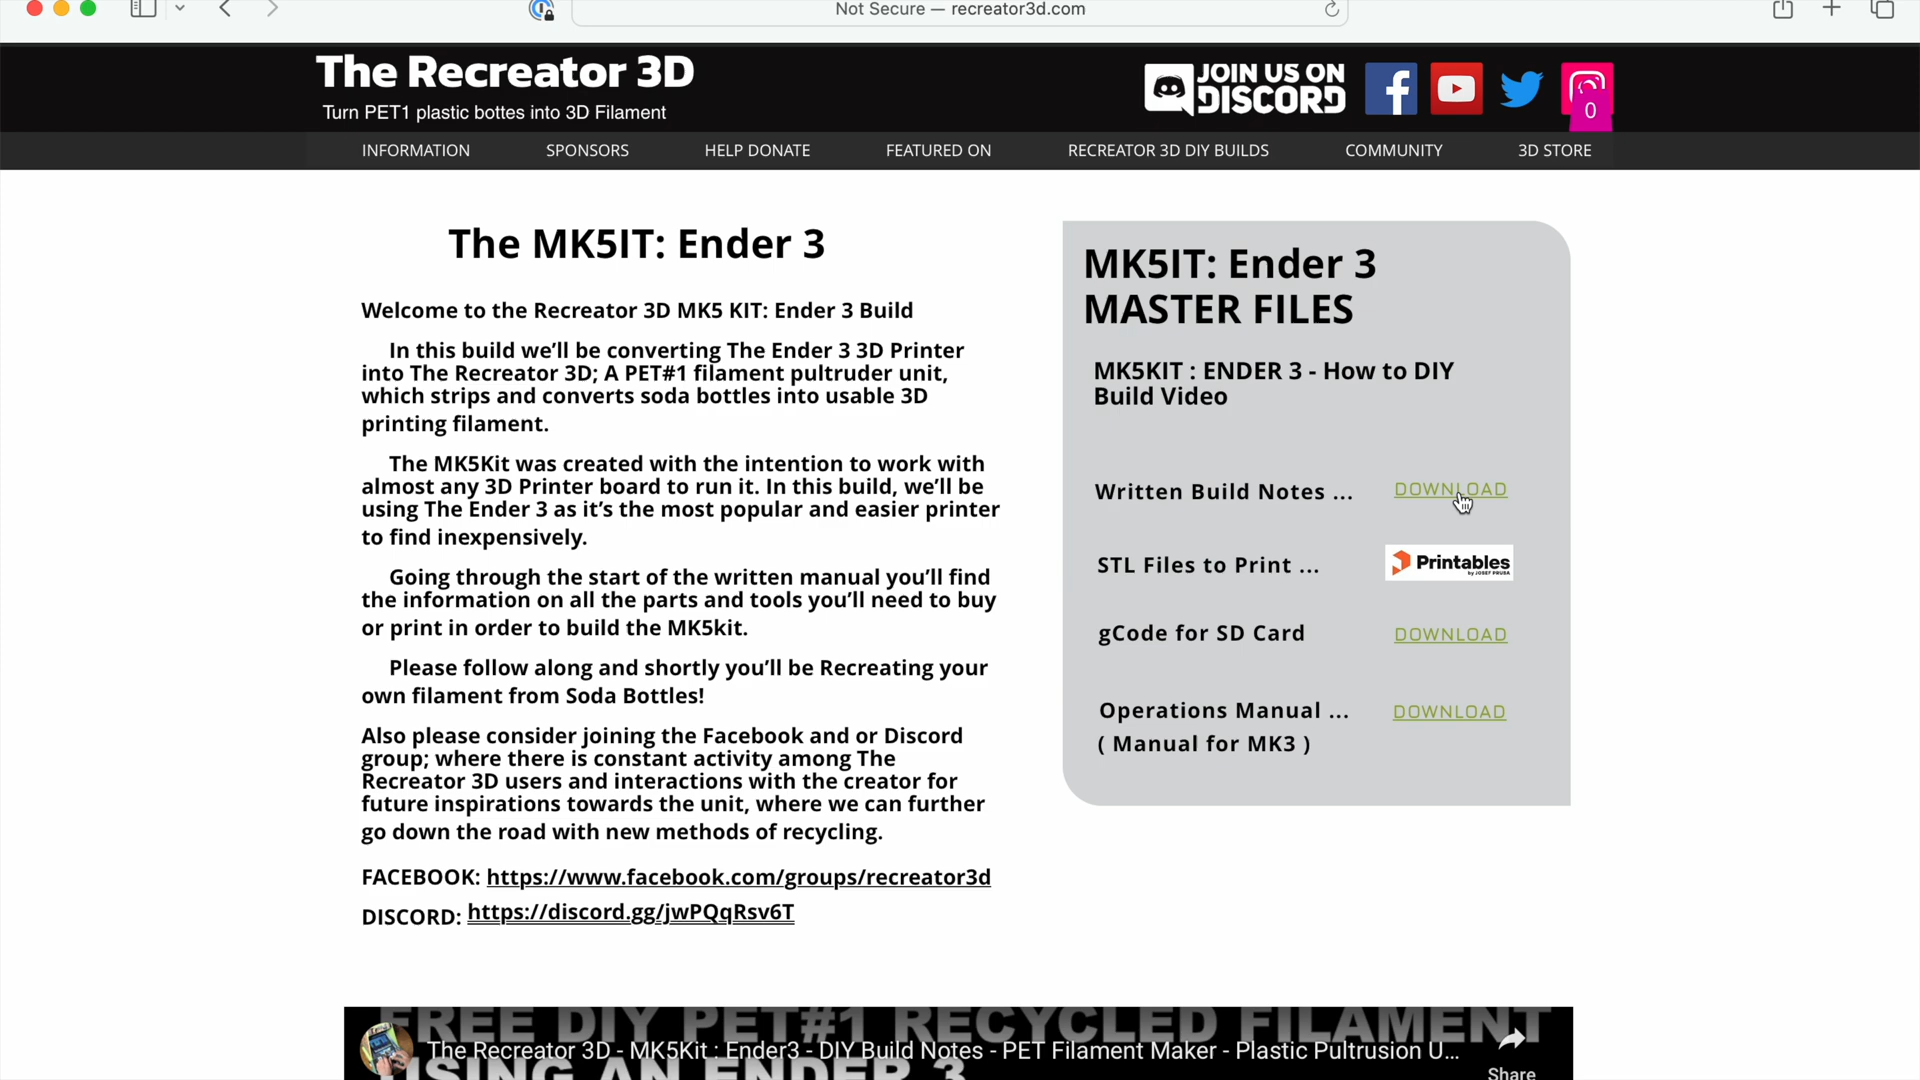 Not Secure — recreator3d.com
The Recreator 3D
Turn PET1 plastic bottes into 3D Filament
JOIN US ON
DISCORD
0
INFORMATION SPONSORS HELP DONATE FEATURED ON RECREATOR 3D DIY BUILDS COMMUNITY 3D STORE
The MK5IT: Ender 3
Welcome to the Recreator 3D MK5 KIT: Ender 3 Build
In this build we'll be converting The Ender 3 3D Printer
into The Recreator 3D; A PET#1 filament pultruder unit,
which strips and converts soda bottles into usable 3D
printing filament.
The MK5Kit was created with the intention to work with
almost any 3D Printer board to run it. In this build, we'll be
using The Ender 3 as it's the most popular and easier printer
to find inexpensively.
Going through the start of the written manual you'll find
the information on all the parts and tools you'll need to buy
or print in order to build the MK5kit.
Please follow along and shortly you'll be Recreating your
own filament from Soda Bottles!
Also please consider joining the Facebook and or Discord
group; where there is constant activity among The
Recreator 3D users and interactions with the creator for
future inspirations towards the unit, where we can further
go down the road with new methods of recycling.
FACEBOOK: https://www.facebook.com/groups/recreator3d
DISCORD: https://discord.gg/jwPQqRsv6T
MK5IT: Ender 3
MASTER FILES
MK5KIT : ENDER 3 - How to DIY
Build Video
Written Build Notes ... DOWNLOAD
STL Files to Print ... Printables
by JOSEF PRUSA
gCode for SD Card DOWNLOAD
Operations Manual ... DOWNLOAD
( Manual for MK3 )
FREE DIY PET#1 RECYCLED FILAMENT
The Recreator 3D - MK5Kit : Ender3 - DIY Build Notes - PET Filament Maker - Plastic Pultrusion U...
USING AN ENDER 3
Share